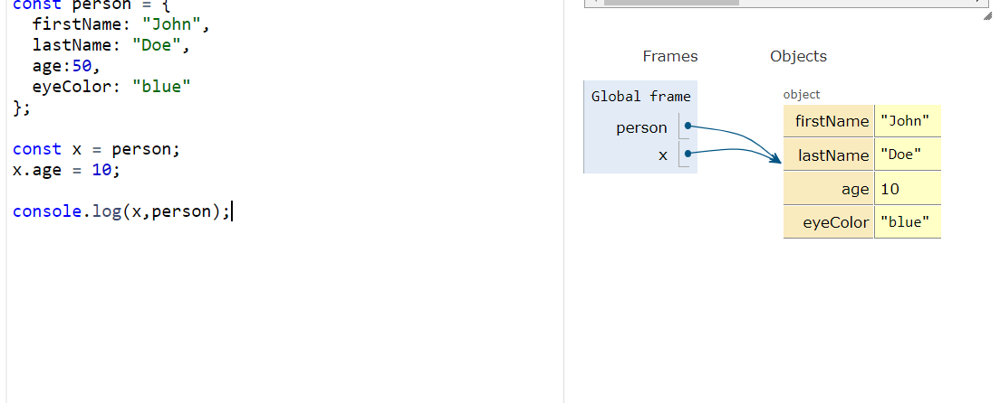 const person = {
  firstName: "John",
  lastName: "Doe",
  age:50,
  eyeColor: "blue"
};
const x = person;
x.age = 10;
console.log(x,person);
Frames
Objects
Global frame
person
x
object
firstName "John"
lastName "Doe"
age 10
eyeColor "blue"